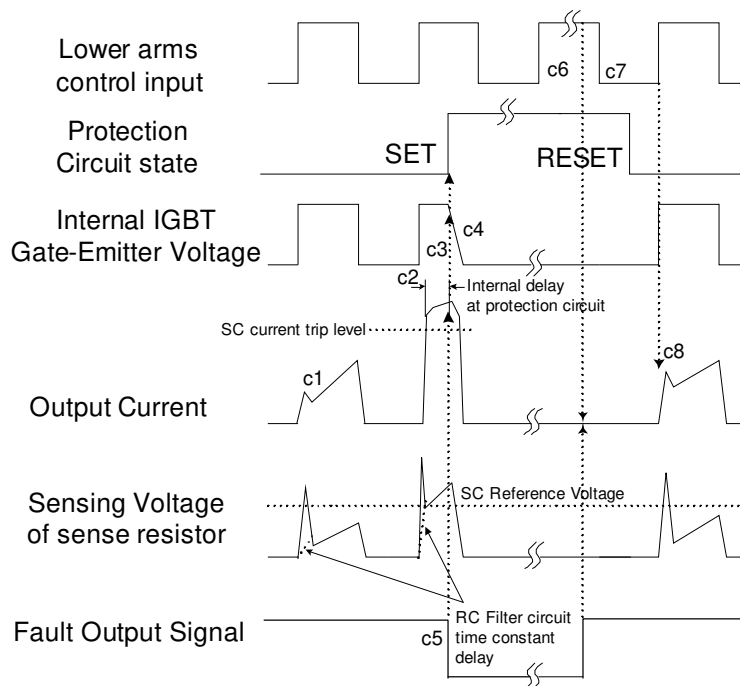 Lower arms
control input
c6
c7
Protection
Circuit state
SET
RESET
Internal IGBT
Gate-Emitter Voltage
c4
c3
c2
Internal delay
at protection circuit
SC current trip level
c1
c8
Output Current
SC Reference Voltage
Sensing Voltage
of sense resistor
Fault Output Signal
c5
RC Filter circuit
time constant
delay